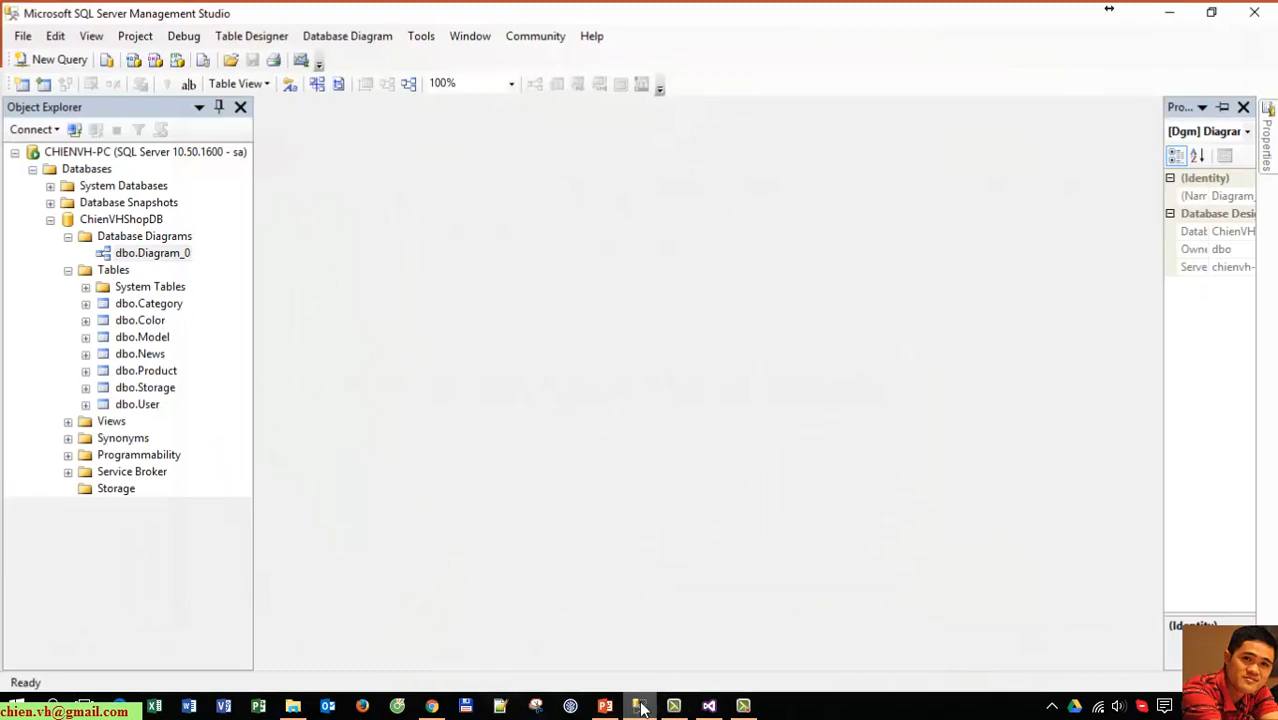 Microsoft SQL Server Management Studio
File Edit View Project Debug Table Designer Database Diagram Tools Window Community Help
New Query
Table View 100%
Object Explorer
Connect
CHIENVH-PC (SQL Server 10.50.1600 - sa)
Databases
System Databases
Database Snapshots
ChienVHShopDB
Database Diagrams
dbo.Diagram_0
Tables
System Tables
dbo.Category
dbo.Color
dbo.Model
dbo.News
dbo.Product
dbo.Storage
dbo.User
Views
Synonyms
Programmability
Service Broker
Storage
Pro...
[Dgm] Diagrar
(Identity)
(Nam Diagram_
Database Desi
Datab ChienVH
Owne dbo
Serve chienvh-
(Identity)
Properties
Ready
chien.vh@gmail.com